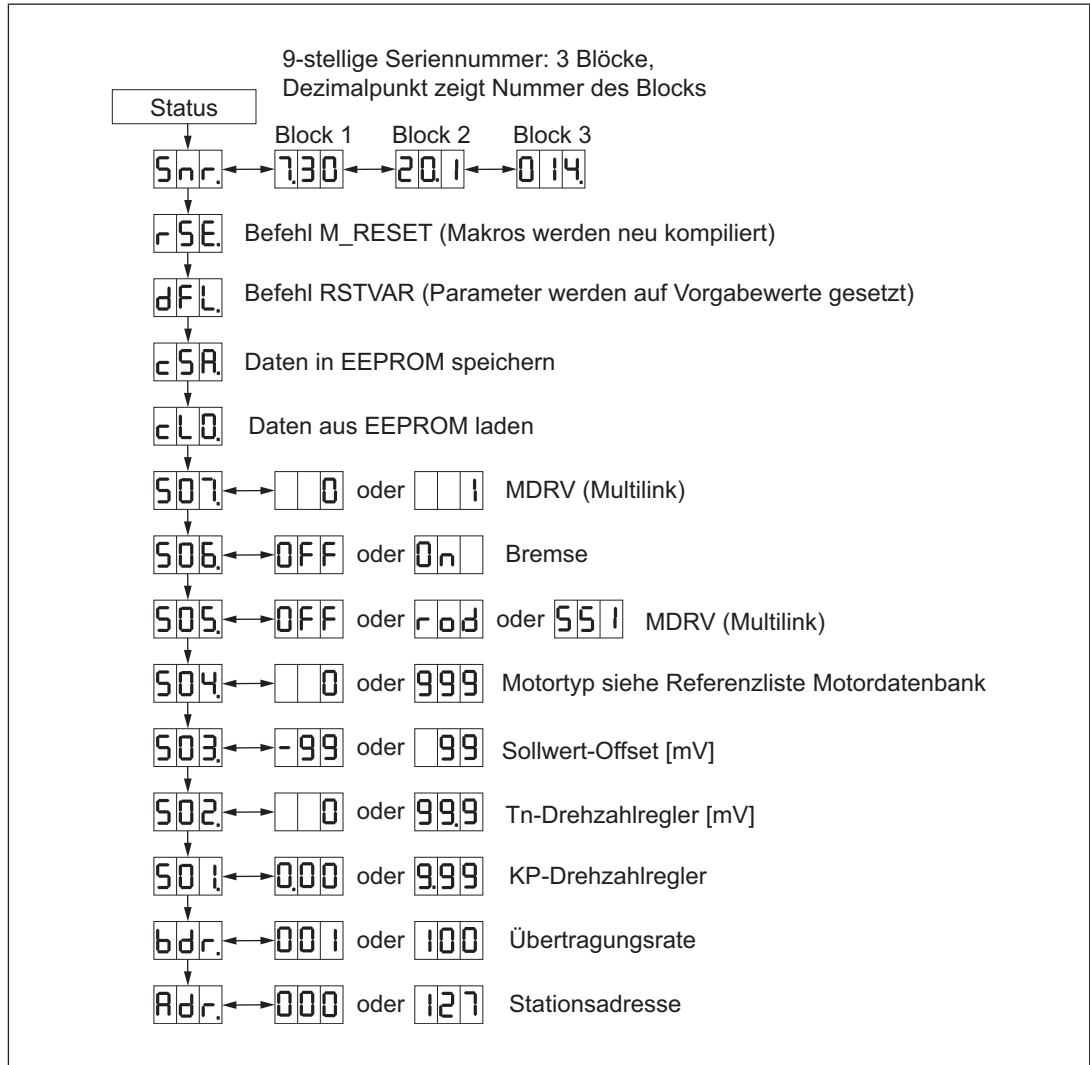 9-stellige Seriennummer: 3 Blöcke,
Dezimalpunkt zeigt Nummer des Blocks
Status
Block 1 Block 2 Block 3
Snr. 7.30 20.1 014.
rSE. Befehl M_RESET (Makros werden neu kompiliert)
dFL. Befehl RSTVAR (Parameter werden auf Vorgabewerte gesetzt)
cSA. Daten in EEPROM speichern
cLO. Daten aus EEPROM laden
S07. 0 oder 1 MDRV (Multilink)
S06. OFF oder On Bremse
S05. OFF oder rod oder SS1 MDRV (Multilink)
S04. 0 oder 999 Motortyp siehe Referenzliste Motordatenbank
S03. -99 oder 99 Sollwert-Offset [mV]
S02. 0 oder 99.9 Tn-Drehzahlregler [mV]
S01. 0.00 oder 9.99 KP-Drehzahlregler
bdr. 001 oder 100 Übertragungsrate
Adr. 000 oder 127 Stationsadresse